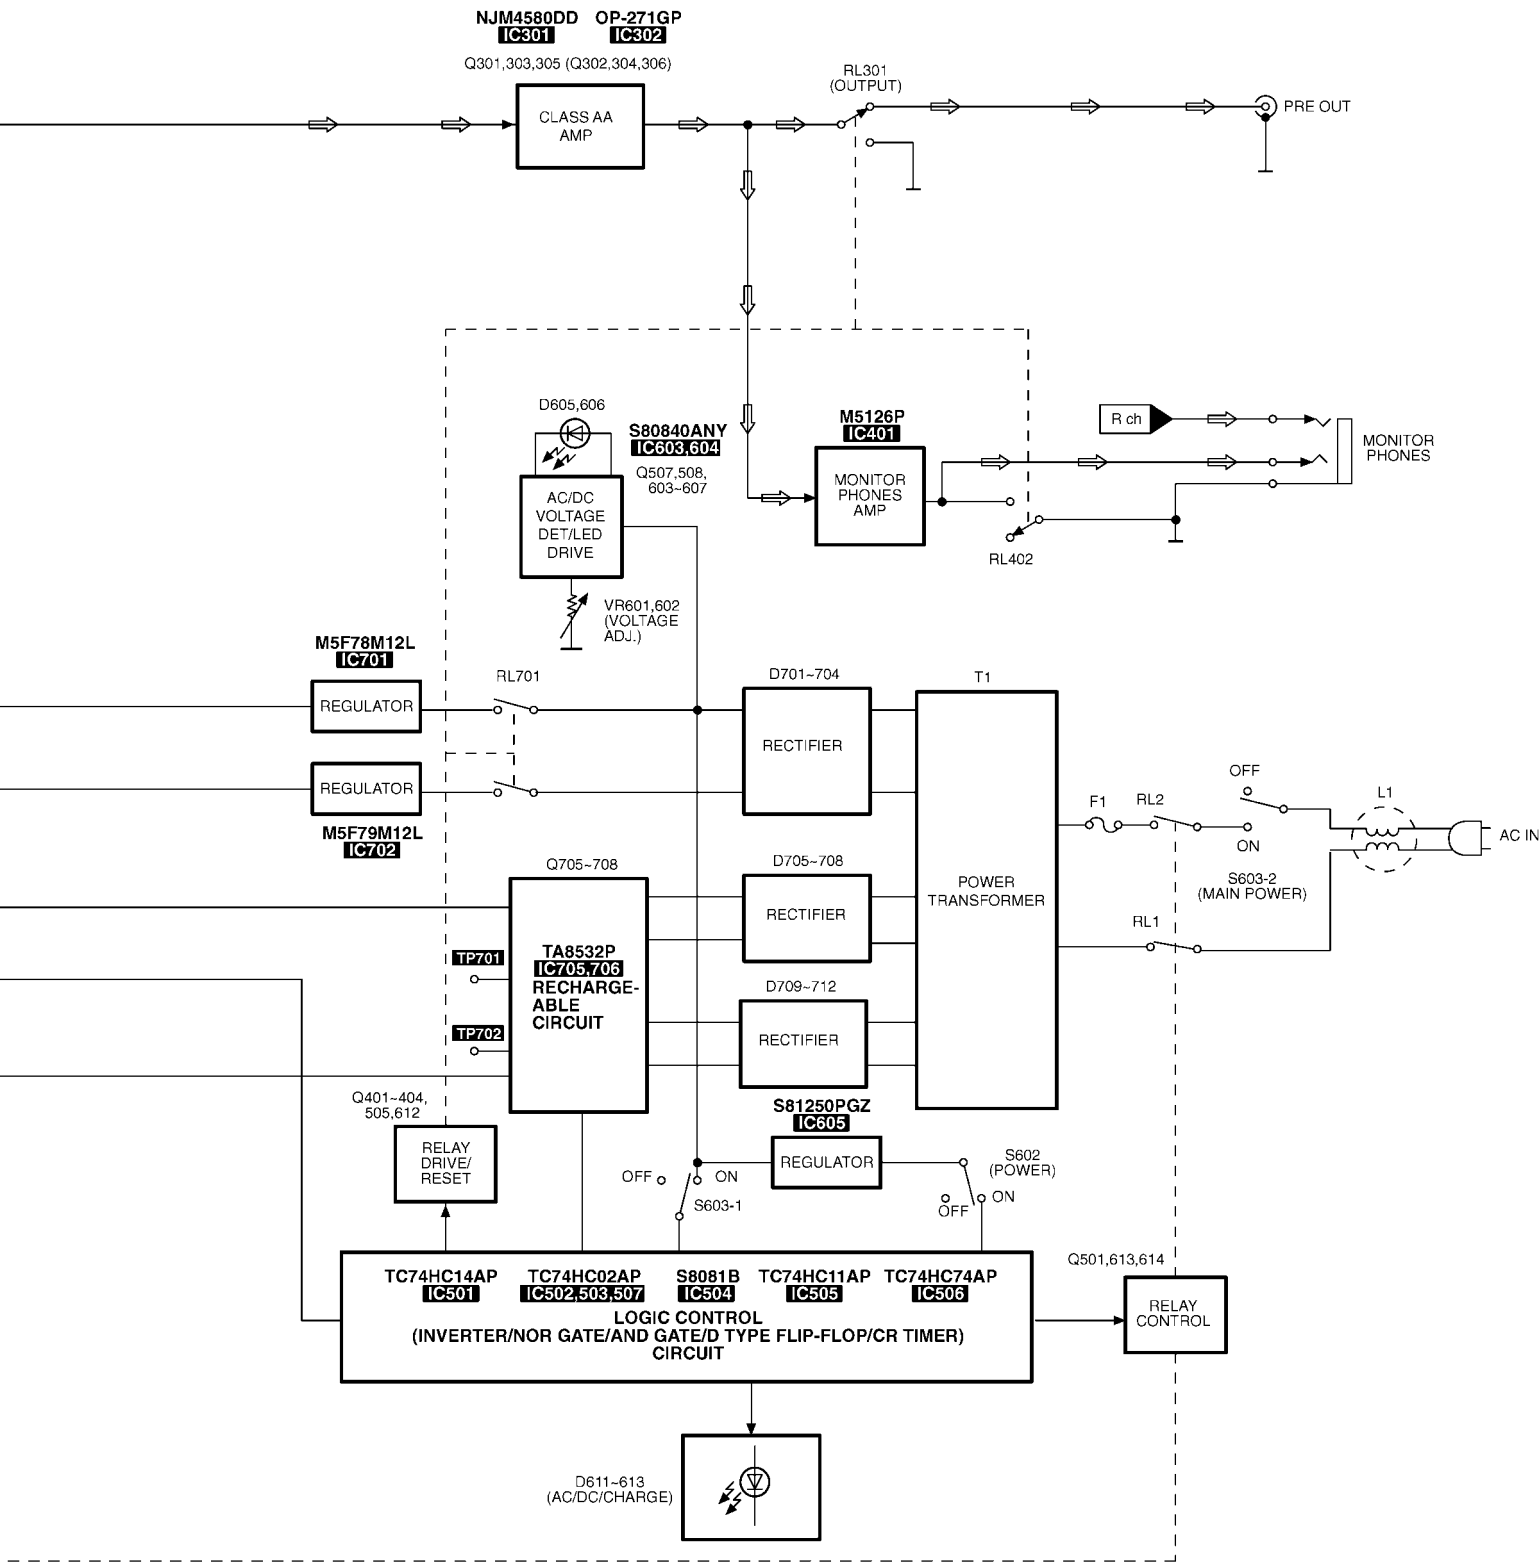 NJM4580DD OP-271GP
IC301 IC302
Q301,303,305 (Q302,304,306)
CLASS AA
AMP
RL301
(OUTPUT)
PRE OUT
D605,606
S80840ANY
IC603,604
Q507,508,
603~607
AC/DC
VOLTAGE
DET/LED
DRIVE
VR601,602
(VOLTAGE
ADJ.)
M5126P
IC401
MONITOR
PHONES
AMP
R ch
MONITOR
PHONES
RL402
M5F78M12L
IC701
REGULATOR
RL701
REGULATOR
M5F79M12L
IC702
D701~704
RECTIFIER
T1
POWER
TRANSFORMER
F1
RL2
OFF
ON
S603-2
(MAIN POWER)
L1
AC IN
RL1
Q705~708
TA8532P
IC705,706
RECHARGE-
ABLE
CIRCUIT
TP701
TP702
D705~708
RECTIFIER
D709~712
RECTIFIER
Q401~404,
505,612
RELAY
DRIVE/
RESET
S81250PGZ
IC605
REGULATOR
OFF
ON
S603-1
S602
(POWER)
ON
OFF
TC74HC14AP TC74HC02AP S8081B TC74HC11AP TC74HC74AP
IC501 IC502,503,507 IC504 IC505 IC506
LOGIC CONTROL
(INVERTER/NOR GATE/AND GATE/D TYPE FLIP-FLOP/CR TIMER)
CIRCUIT
Q501,613,614
RELAY
CONTROL
D611~613
(AC/DC/CHARGE)